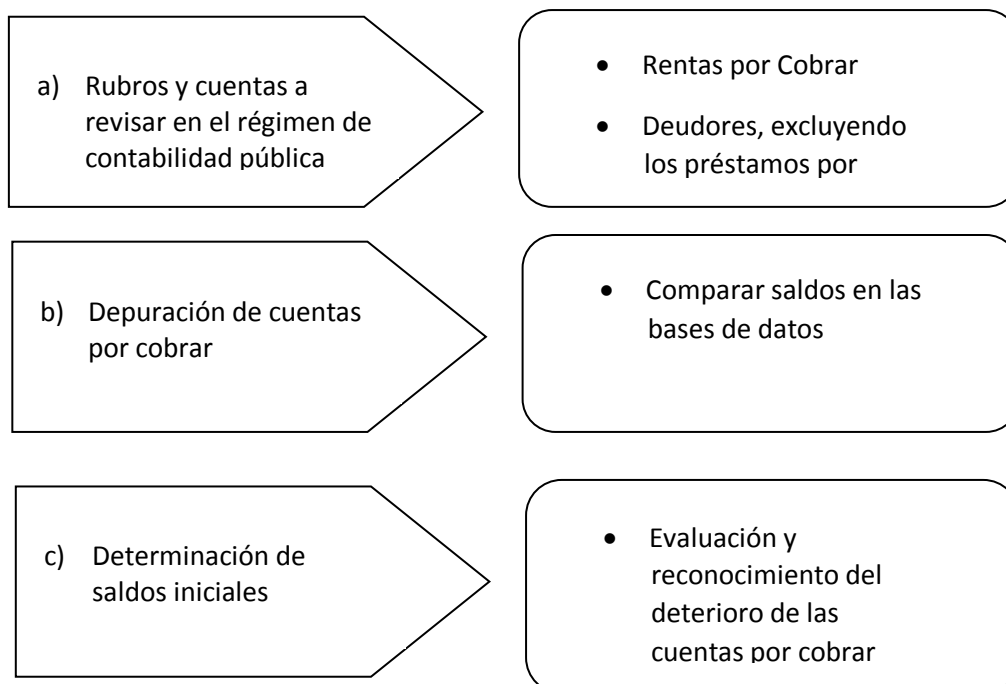 a) Rubros y cuentas a
revisar en el régimen de
contabilidad pública
• Rentas por Cobrar
• Deudores, excluyendo
los préstamos por
b) Depuración de cuentas
por cobrar
• Comparar saldos en las
bases de datos
c) Determinación de
saldos iniciales
• Evaluación y
reconocimiento del
deterioro de las
cuentas por cobrar